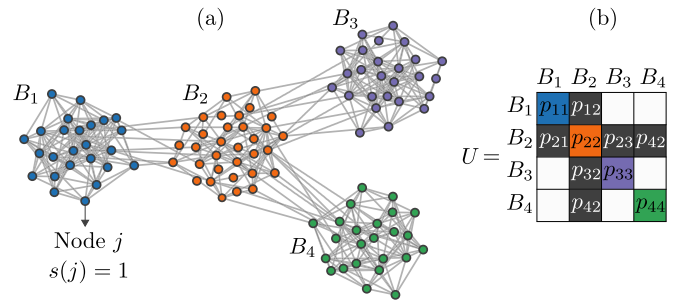 (a)
(b)
B₃
B₁
B₂
B₄
Node j
s(j) = 1
B₁ B₂ B₃ B₄
B₁ p₁₁ p₁₂
B₂ p₂₁ p₂₂ p₂₃ p₄₂
U =
B₃ p₃₂ p₃₃
B₄ p₄₂ p₄₄